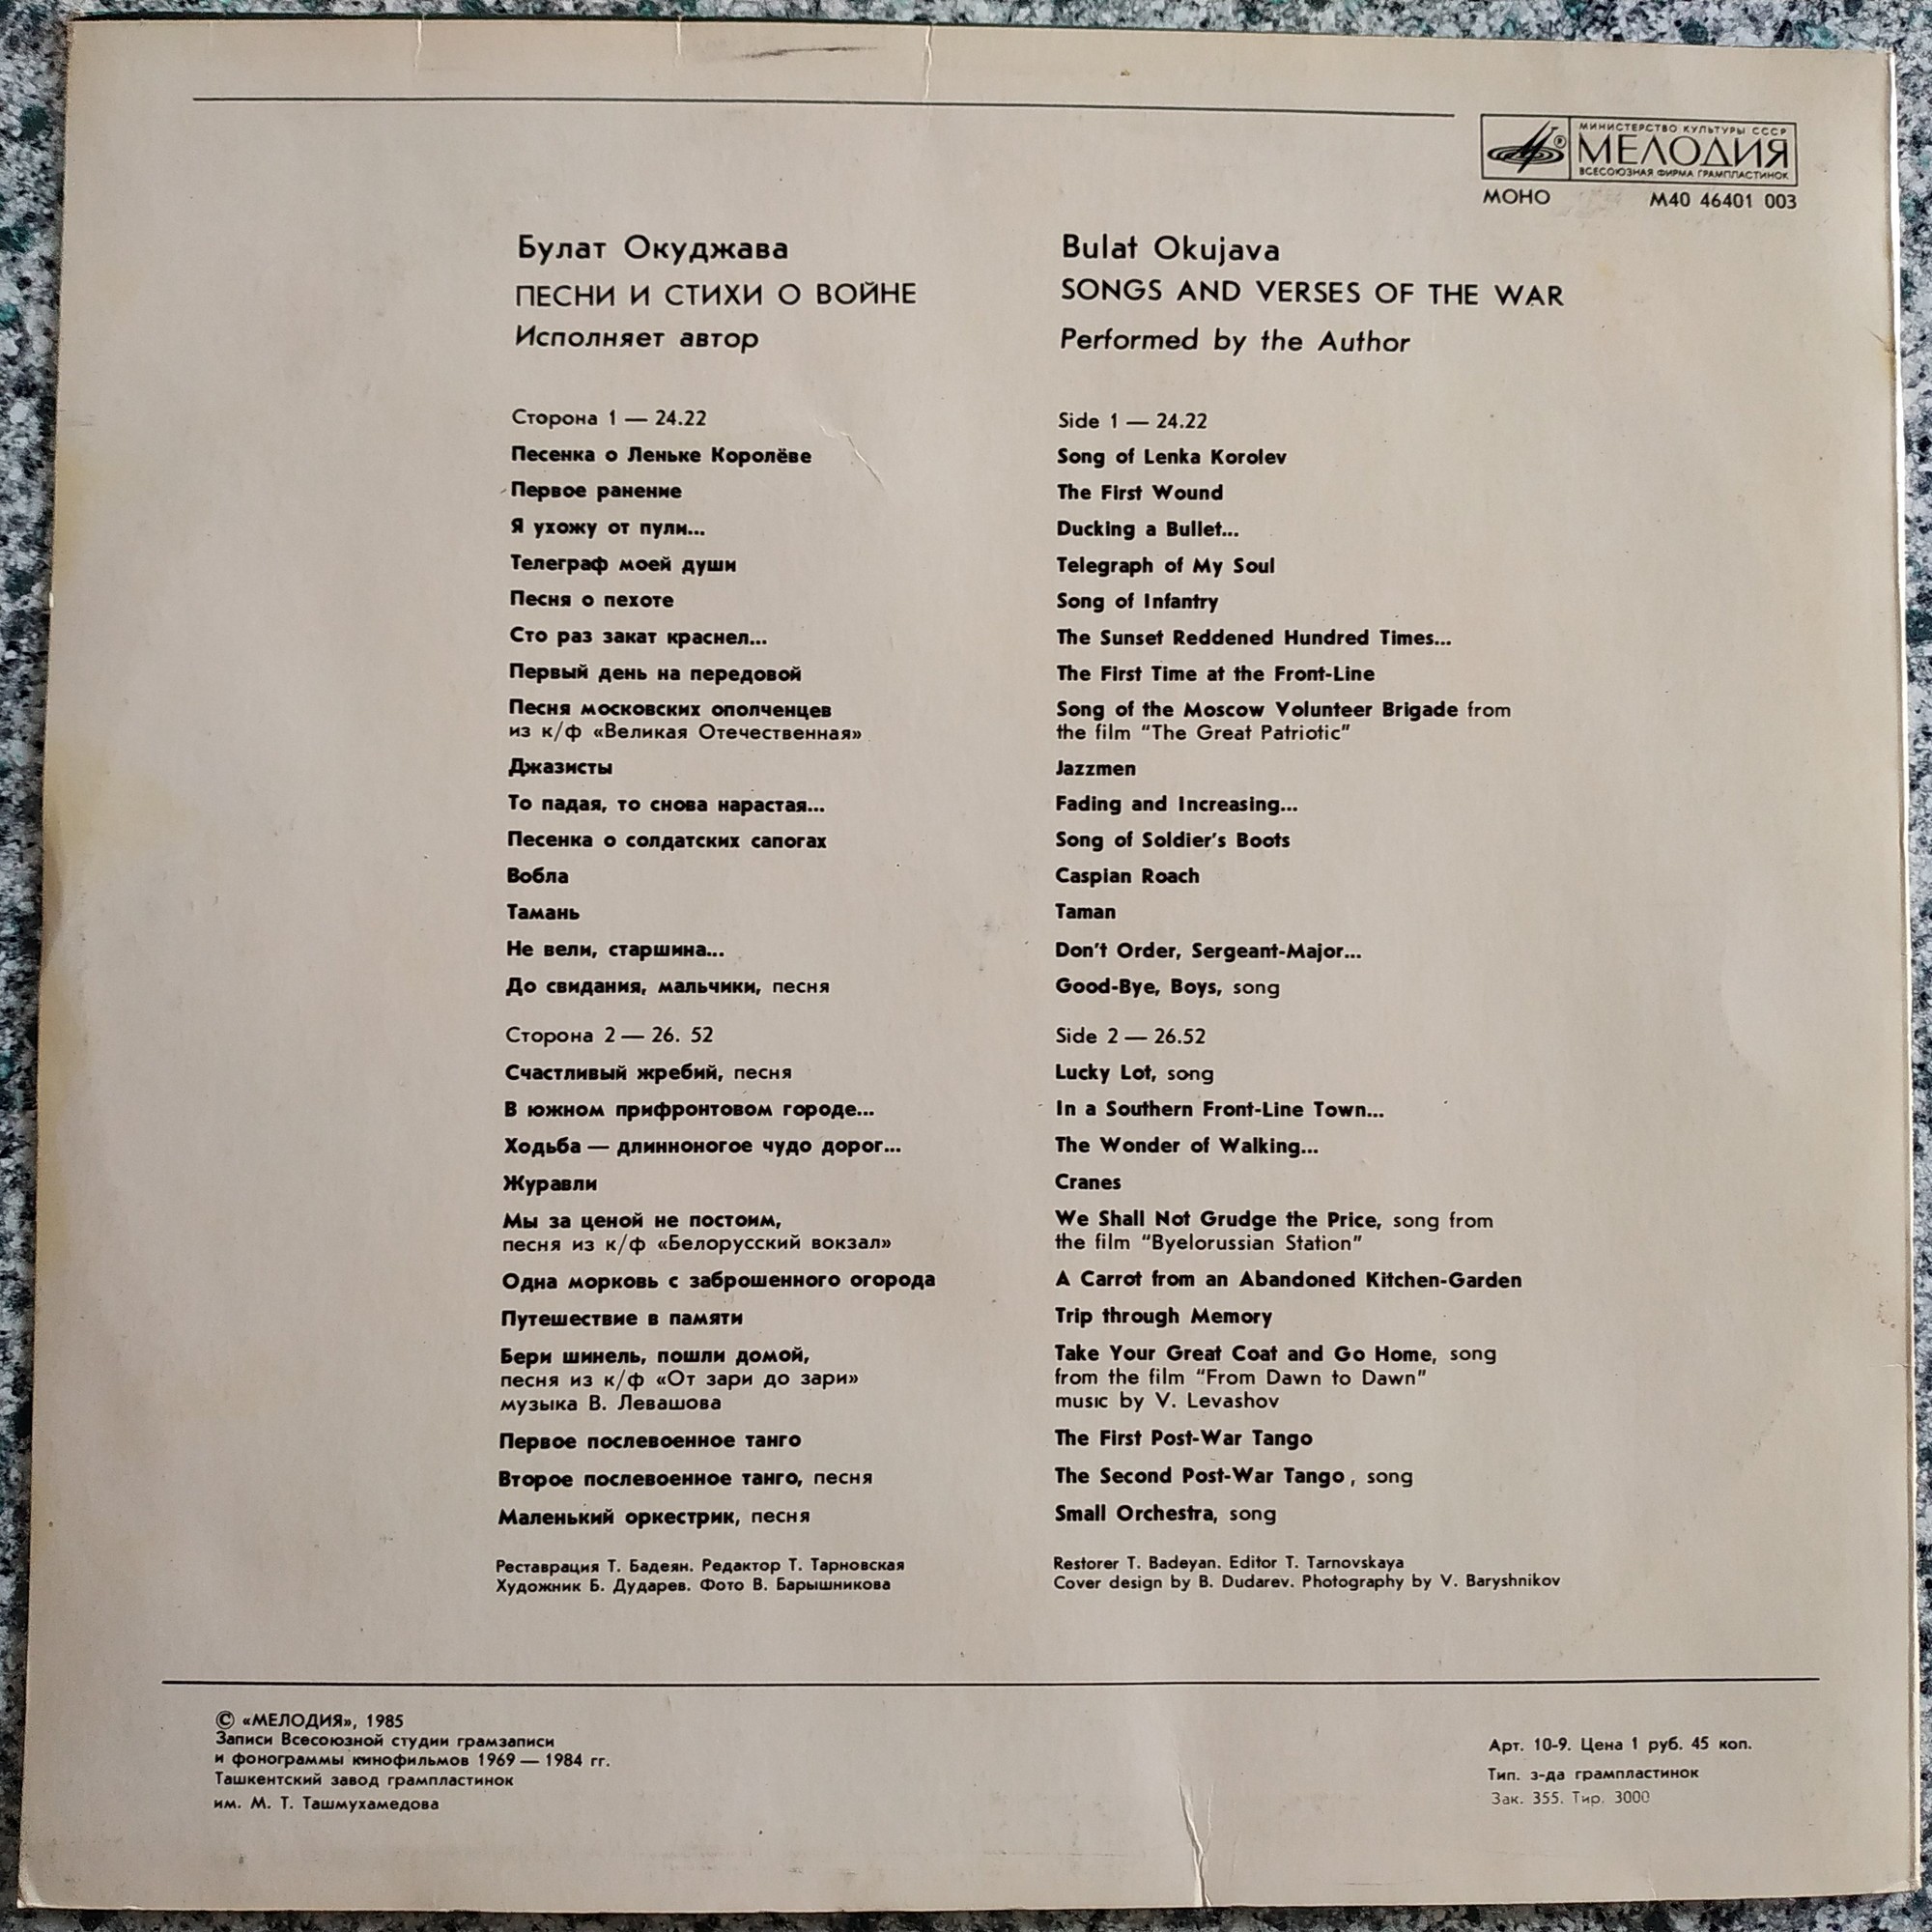 МИНИСТЕРСТВО КУЛЬТУРЫ СССР
МЕЛОДИЯ
ВСЕСОЮЗНАЯ ФИРМА ГРАМПЛАСТИНОК
МОНО М40 46401 003
Булат Окуджава
ПЕСНИ И СТИХИ О ВОЙНЕ
Исполняет автор
Сторона 1 — 24.22
Песенка о Леньке Королёве
Первое ранение
Я ухожу от пули...
Телеграф моей души
Песня о пехоте
Сто раз закат краснел...
Первый день на передовой
Песня московских ополченцев
из к/ф «Великая Отечественная»
Джазисты
То падая, то снова нарастая...
Песенка о солдатских сапогах
Вобла
Тамань
Не вели, старшина...
До свидания, мальчики, песня
Сторона 2 — 26. 52
Счастливый жребий, песня
В южном прифронтовом городе...
Ходьба — длинноногое чудо дорог...
Журавли
Мы за ценой не постоим,
песня из к/ф «Белорусский вокзал»
Одна морковь с заброшенного огорода
Путешествие в памяти
Бери шинель, пошли домой,
песня из к/ф «От зари до зари»
музыка В. Левашова
Первое послевоенное танго
Второе послевоенное танго, песня
Маленький оркестрик, песня
Реставрация Т. Бадеян. Редактор Т. Тарновская
Художник Б. Дударев. Фото В. Барышникова
Bulat Okujava
SONGS AND VERSES OF THE WAR
Performed by the Author
Side 1 — 24.22
Song of Lenka Korolev
The First Wound
Ducking a Bullet...
Telegraph of My Soul
Song of Infantry
The Sunset Reddened Hundred Times...
The First Time at the Front-Line
Song of the Moscow Volunteer Brigade from
the film "The Great Patriotic"
Jazzmen
Fading and Increasing...
Song of Soldier's Boots
Caspian Roach
Taman
Don't Order, Sergeant-Major...
Good-Bye, Boys, song
Side 2 — 26.52
Lucky Lot, song
In a Southern Front-Line Town...
The Wonder of Walking...
Cranes
We Shall Not Grudge the Price, song from
the film "Byelorussian Station"
A Carrot from an Abandoned Kitchen-Garden
Trip through Memory
Take Your Great Coat and Go Home, song
from the film "From Dawn to Dawn"
music by V. Levashov
The First Post-War Tango
The Second Post-War Tango , song
Small Orchestra, song
Restorer T. Badeyan. Editor T. Tarnovskaya
Cover design by B. Dudarev. Photography by V. Baryshnikov
© «МЕЛОДИЯ», 1985
Записи Всесоюзной студии грамзаписи
и фонограммы кинофильмов 1969 — 1984 гг.
Ташкентский завод грампластинок
им. М. Т. Ташмухамедова
Арт. 10-9. Цена 1 руб. 45 коп.
Тип. з-да грампластинок
Зак. 355. Тир. 3000